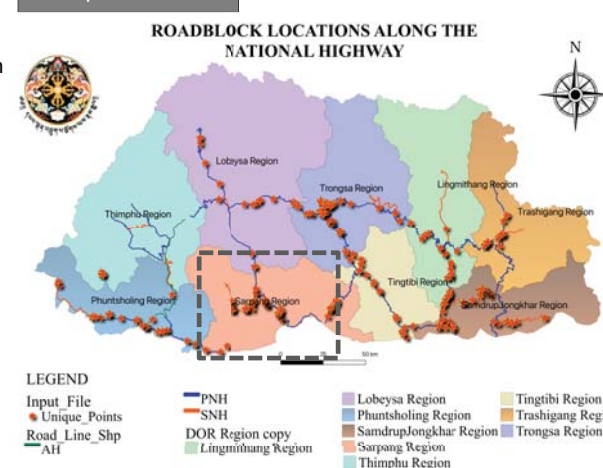 ROADBLOCK LOCATIONS ALONG THE
NATIONAL HIGHWAY
N
Lobeysa Region
Trongsa Region
Lingmithang Region
Thimphu Region
Trashigang Region
Phuntsholing Region
Sarpang Region
Tingtibi Region
SamdrupJongkhar Region
50 km
LEGEND
Input_File
Unique_Points
Road_Line_Shp
AH
PNH
SNH
DOR Region copy
Lingmithang Region
Lobeysa Region
Phuntsholing Region
SamdrupJongkhar Region
Sarpang Region
Thimphu Region
Tingtibi Region
Trashigang Regi
Trongsa Region